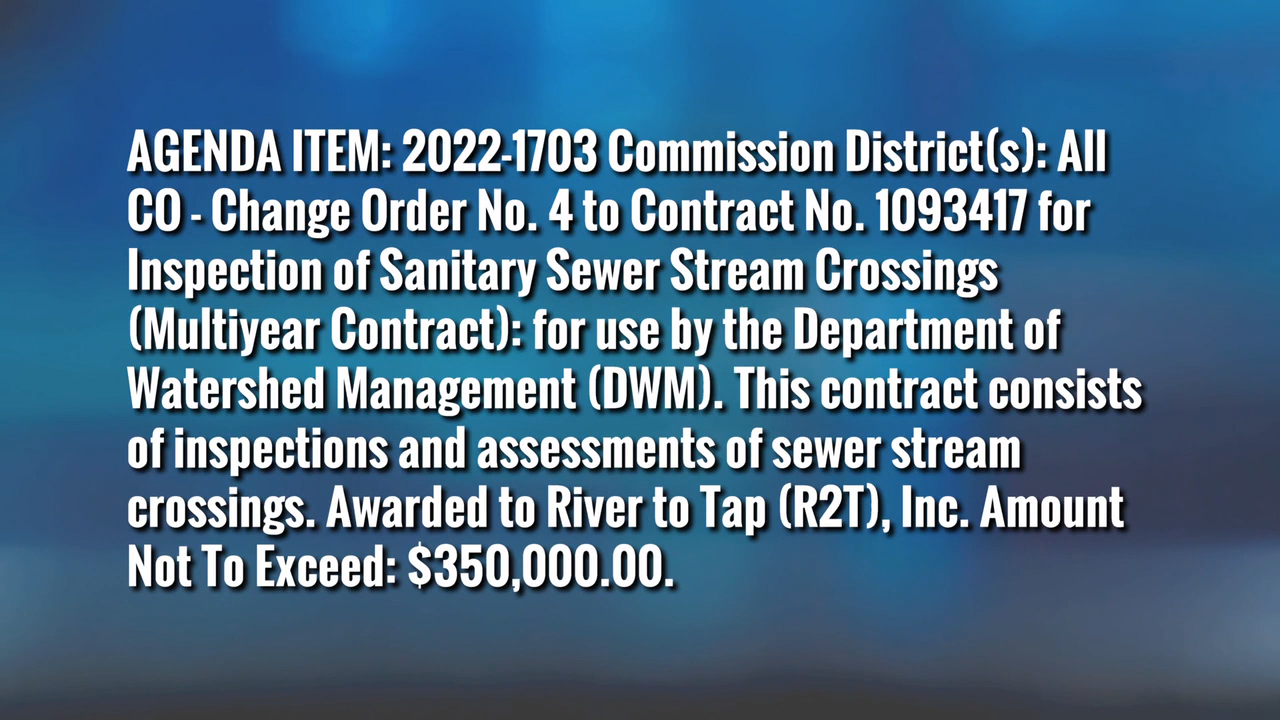 AGENDA ITEM: 2022-1703 Commission District(s): All
CO - Change Order No. 4 to Contract No. 1093417 for
Inspection of Sanitary Sewer Stream Crossings
(Multiyear Contract): for use by the Department of
Watershed Management (DWM). This contract consists
of inspections and assessments of sewer stream
crossings. Awarded to River to Tap (R2T), Inc. Amount
Not To Exceed: $350,000.00.